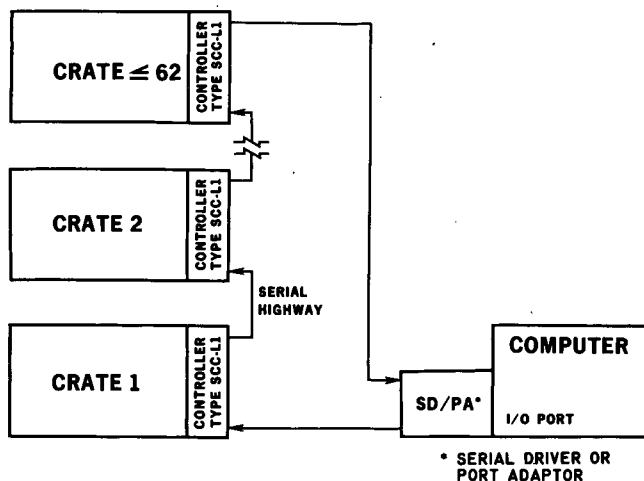 CRATE ≤ 62
CONTROLLER
TYPE SCC-L1
CRATE 2
CONTROLLER
TYPE SCC-L1
SERIAL
HIGHWAY
CRATE 1
CONTROLLER
TYPE SCC-L1
SD/PA*
COMPUTER
I/O PORT
* SERIAL DRIVER OR
PORT ADAPTOR